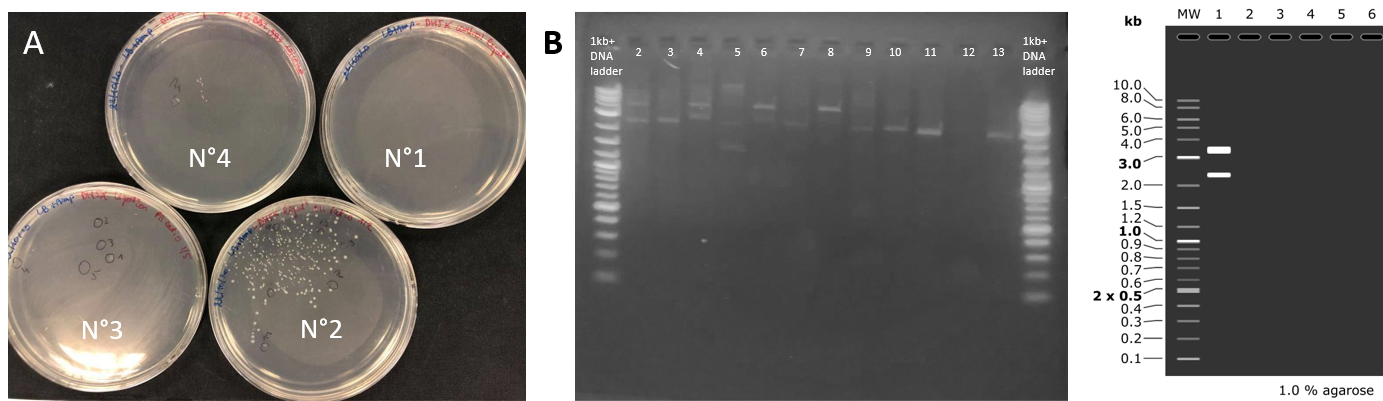 A
N°4
N°1
N°3
N°2
B
1kb+
DNA
ladder
2 3 4 5 6 7 8 9 10 11 12 13
1kb+
DNA
ladder
kb
MW 1 2 3 4 5 6
10.0
8.0
6.0
5.0
4.0
3.0
2.0
1.5
1.2
1.0
0.9
0.8
0.7
0.6
2 x 0.5
0.4
0.3
0.2
0.1
1.0 % agarose